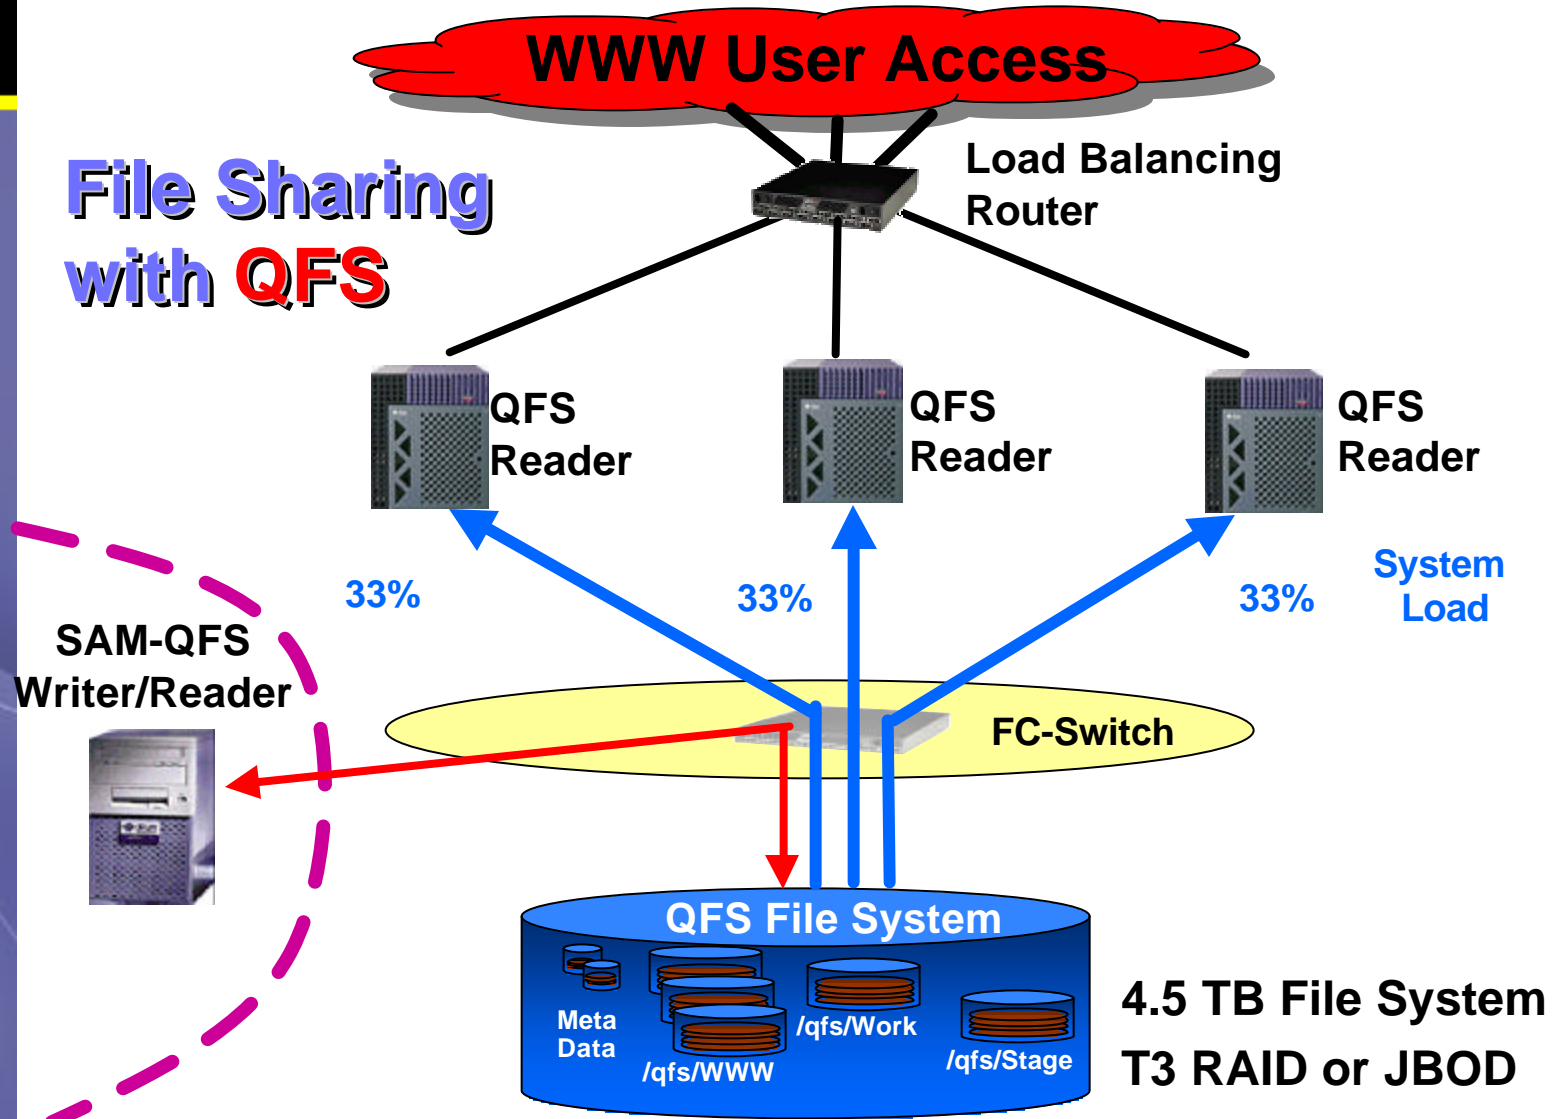 WWW User Access
File Sharing
with QFS
Load Balancing
Router
QFS
Reader
QFS
Reader
QFS
Reader
33%
33%
33%
System
Load
SAM-QFS
Writer/Reader
FC-Switch
QFS File System
Meta
Data
/qfs/WWW
/qfs/Work
/qfs/Stage
4.5 TB File System
T3 RAID or JBOD